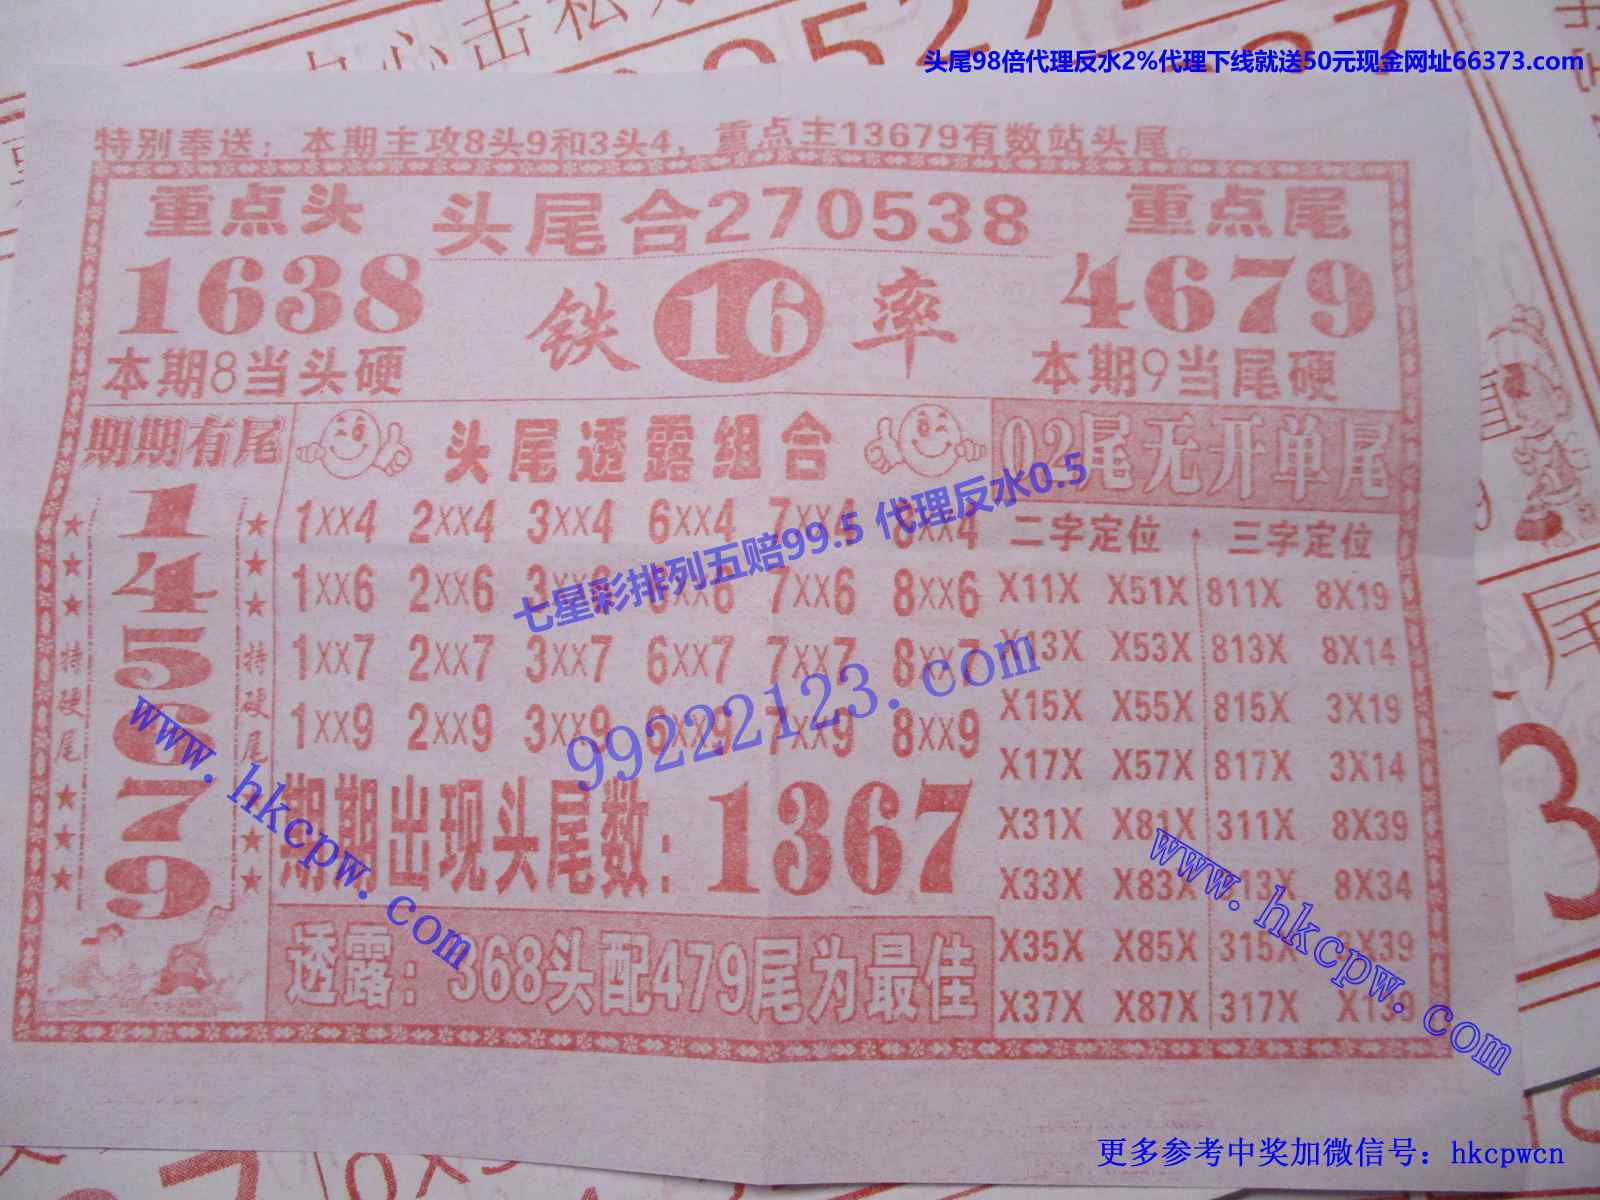 头尾98倍代理反水2%代理下线就送50元现金网址66373.com
特别奉送：本期主攻8头9和3头4，重点主13679有数站头尾。
重点头
头尾合270538
重点尾
1638
铁16率
4679
本期8当头硬
本期9当尾硬
期期有尾
1
4
5
6
7
9
特硬尾
特硬尾
头尾透露组合
1XX4 2XX4 3XX4 6XX4 7XX4 8XX4
1XX6 2XX6 3XX6 6XX6 7XX6 8XX6
1XX7 2XX7 3XX7 6XX7 7XX7 8XX7
1XX9 2XX9 3XX9 6XX9 7XX9 8XX9
期期出现头尾数：1367
透露：368头配479尾为最佳
02尾无开单尾
二字定位 三字定位
X11X X51X 811X 8X19
X13X X53X 813X 8X14
X15X X55X 815X 3X19
X17X X57X 817X 3X14
X31X X81X 311X 8X39
X33X X83X 313X 8X34
X35X X85X 315X 3X39
X37X X87X 317X X139
七星彩排列五赔99.5 代理反水0.5
99222123.com
www.hkcpw.com
www.hkcpw.com
更多参考中奖加微信号：hkcpwcn